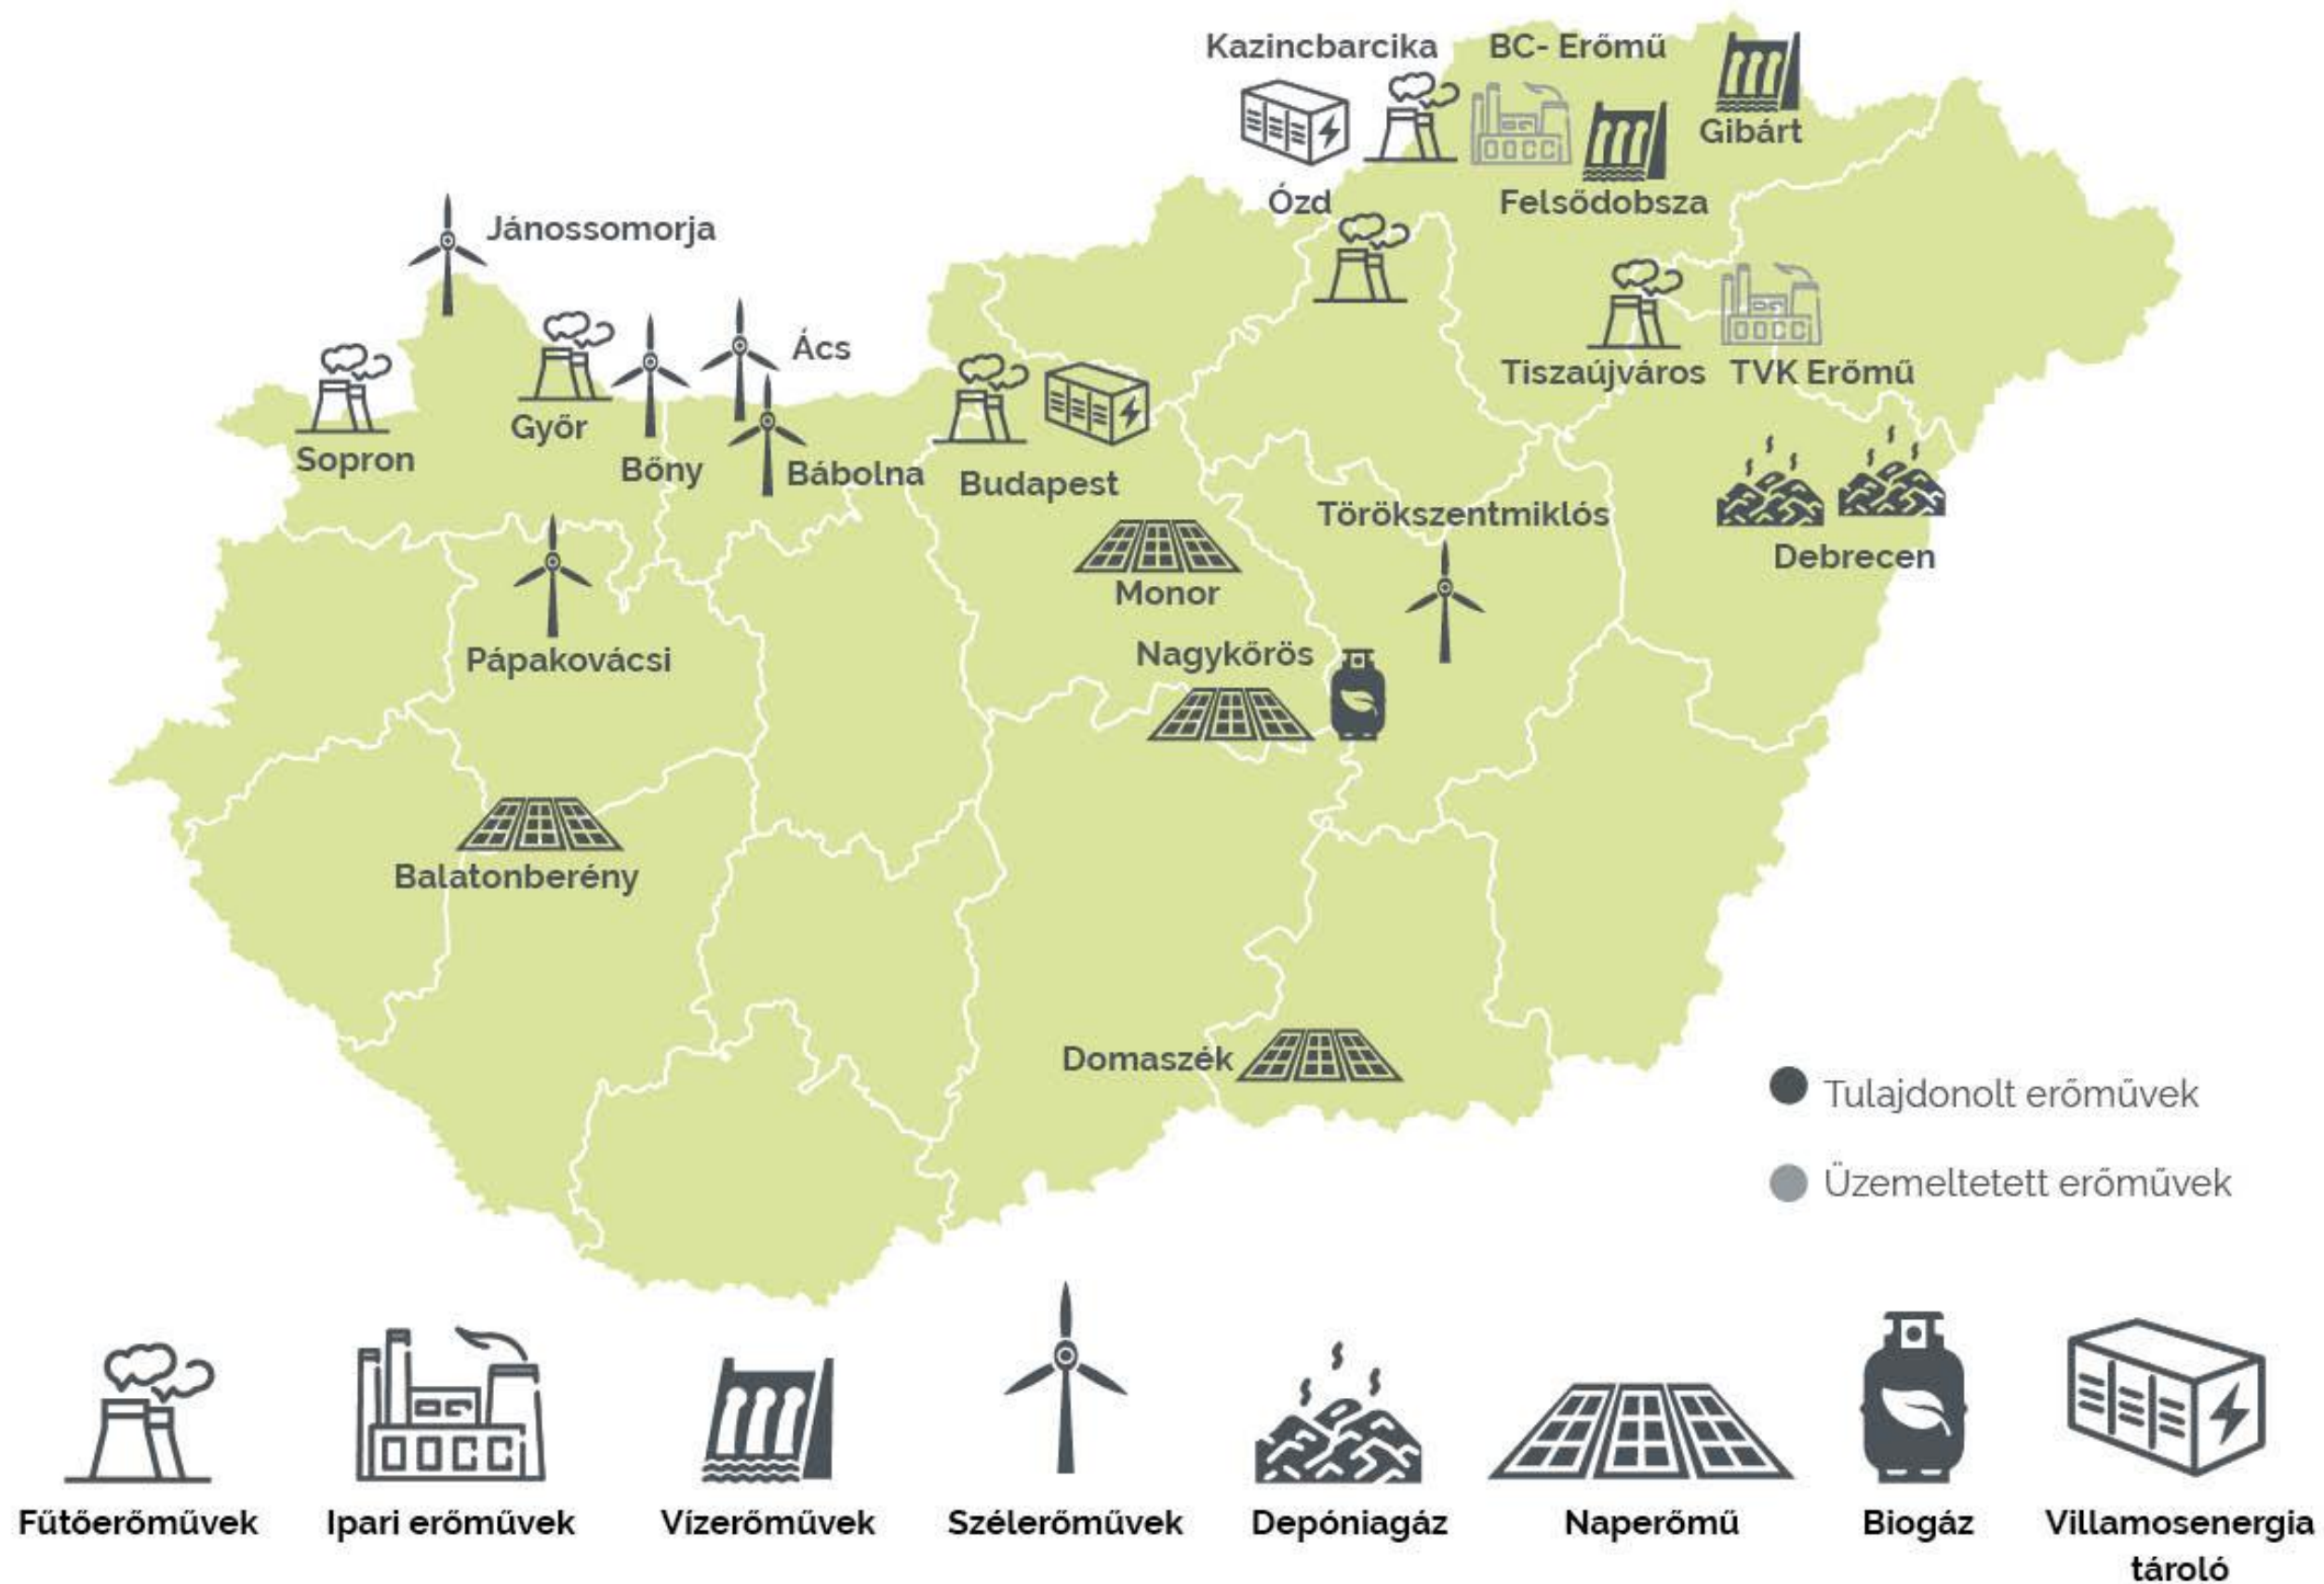 Kazincbarcika
BC- Erőmű
Gibárt
Ózd
Felsődobsza
Jánossomorja
Ács
Tiszaújváros
TVK Erőmű
Győr
Sopron
Bőny
Bábolna
Budapest
Törökszentmiklós
Debrecen
Monor
Nagykőrös
Pápakovácsi
Balatonberény
Domaszék
Tulajdonolt erőművek
Üzemeltetett erőművek
Fűtőerőművek
Ipari erőművek
Vízerőművek
Szélerőművek
Depóniagáz
Naperőmű
Biogáz
Villamosenergia
tároló